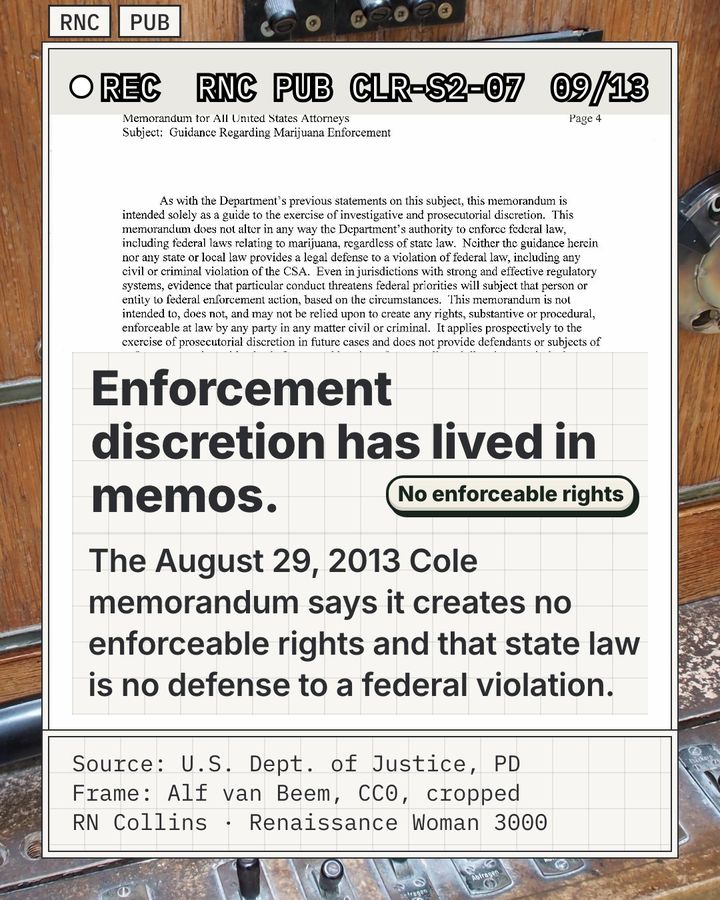 RNC PUB
REC RNC PUB CLR-S2-07 09/13
Memorandum for All United States Attorneys Page 4
Subject: Guidance Regarding Marijuana Enforcement
As with the Department's previous statements on this subject, this memorandum is
intended solely as a guide to the exercise of investigative and prosecutorial discretion. This
memorandum does not alter in any way the Department's authority to enforce federal law,
including federal laws relating to marijuana, regardless of state law. Neither the guidance herein
nor any state or local law provides a legal defense to a violation of federal law, including any
civil or criminal violation of the CSA. Even in jurisdictions with strong and effective regulatory
systems, evidence that particular conduct threatens federal priorities will subject that person or
entity to federal enforcement action, based on the circumstances. This memorandum is not
intended to, does not, and may not be relied upon to create any rights, substantive or procedural,
enforceable at law by any party in any matter civil or criminal. It applies prospectively to the
exercise of prosecutorial discretion in future cases and does not provide defendants or subjects of
Enforcement
discretion has lived in
memos.
No enforceable rights
The August 29, 2013 Cole
memorandum says it creates no
enforceable rights and that state law
is no defense to a federal violation.
Source: U.S. Dept. of Justice, PD
Frame: Alf van Beem, CC0, cropped
RN Collins · Renaissance Woman 3000